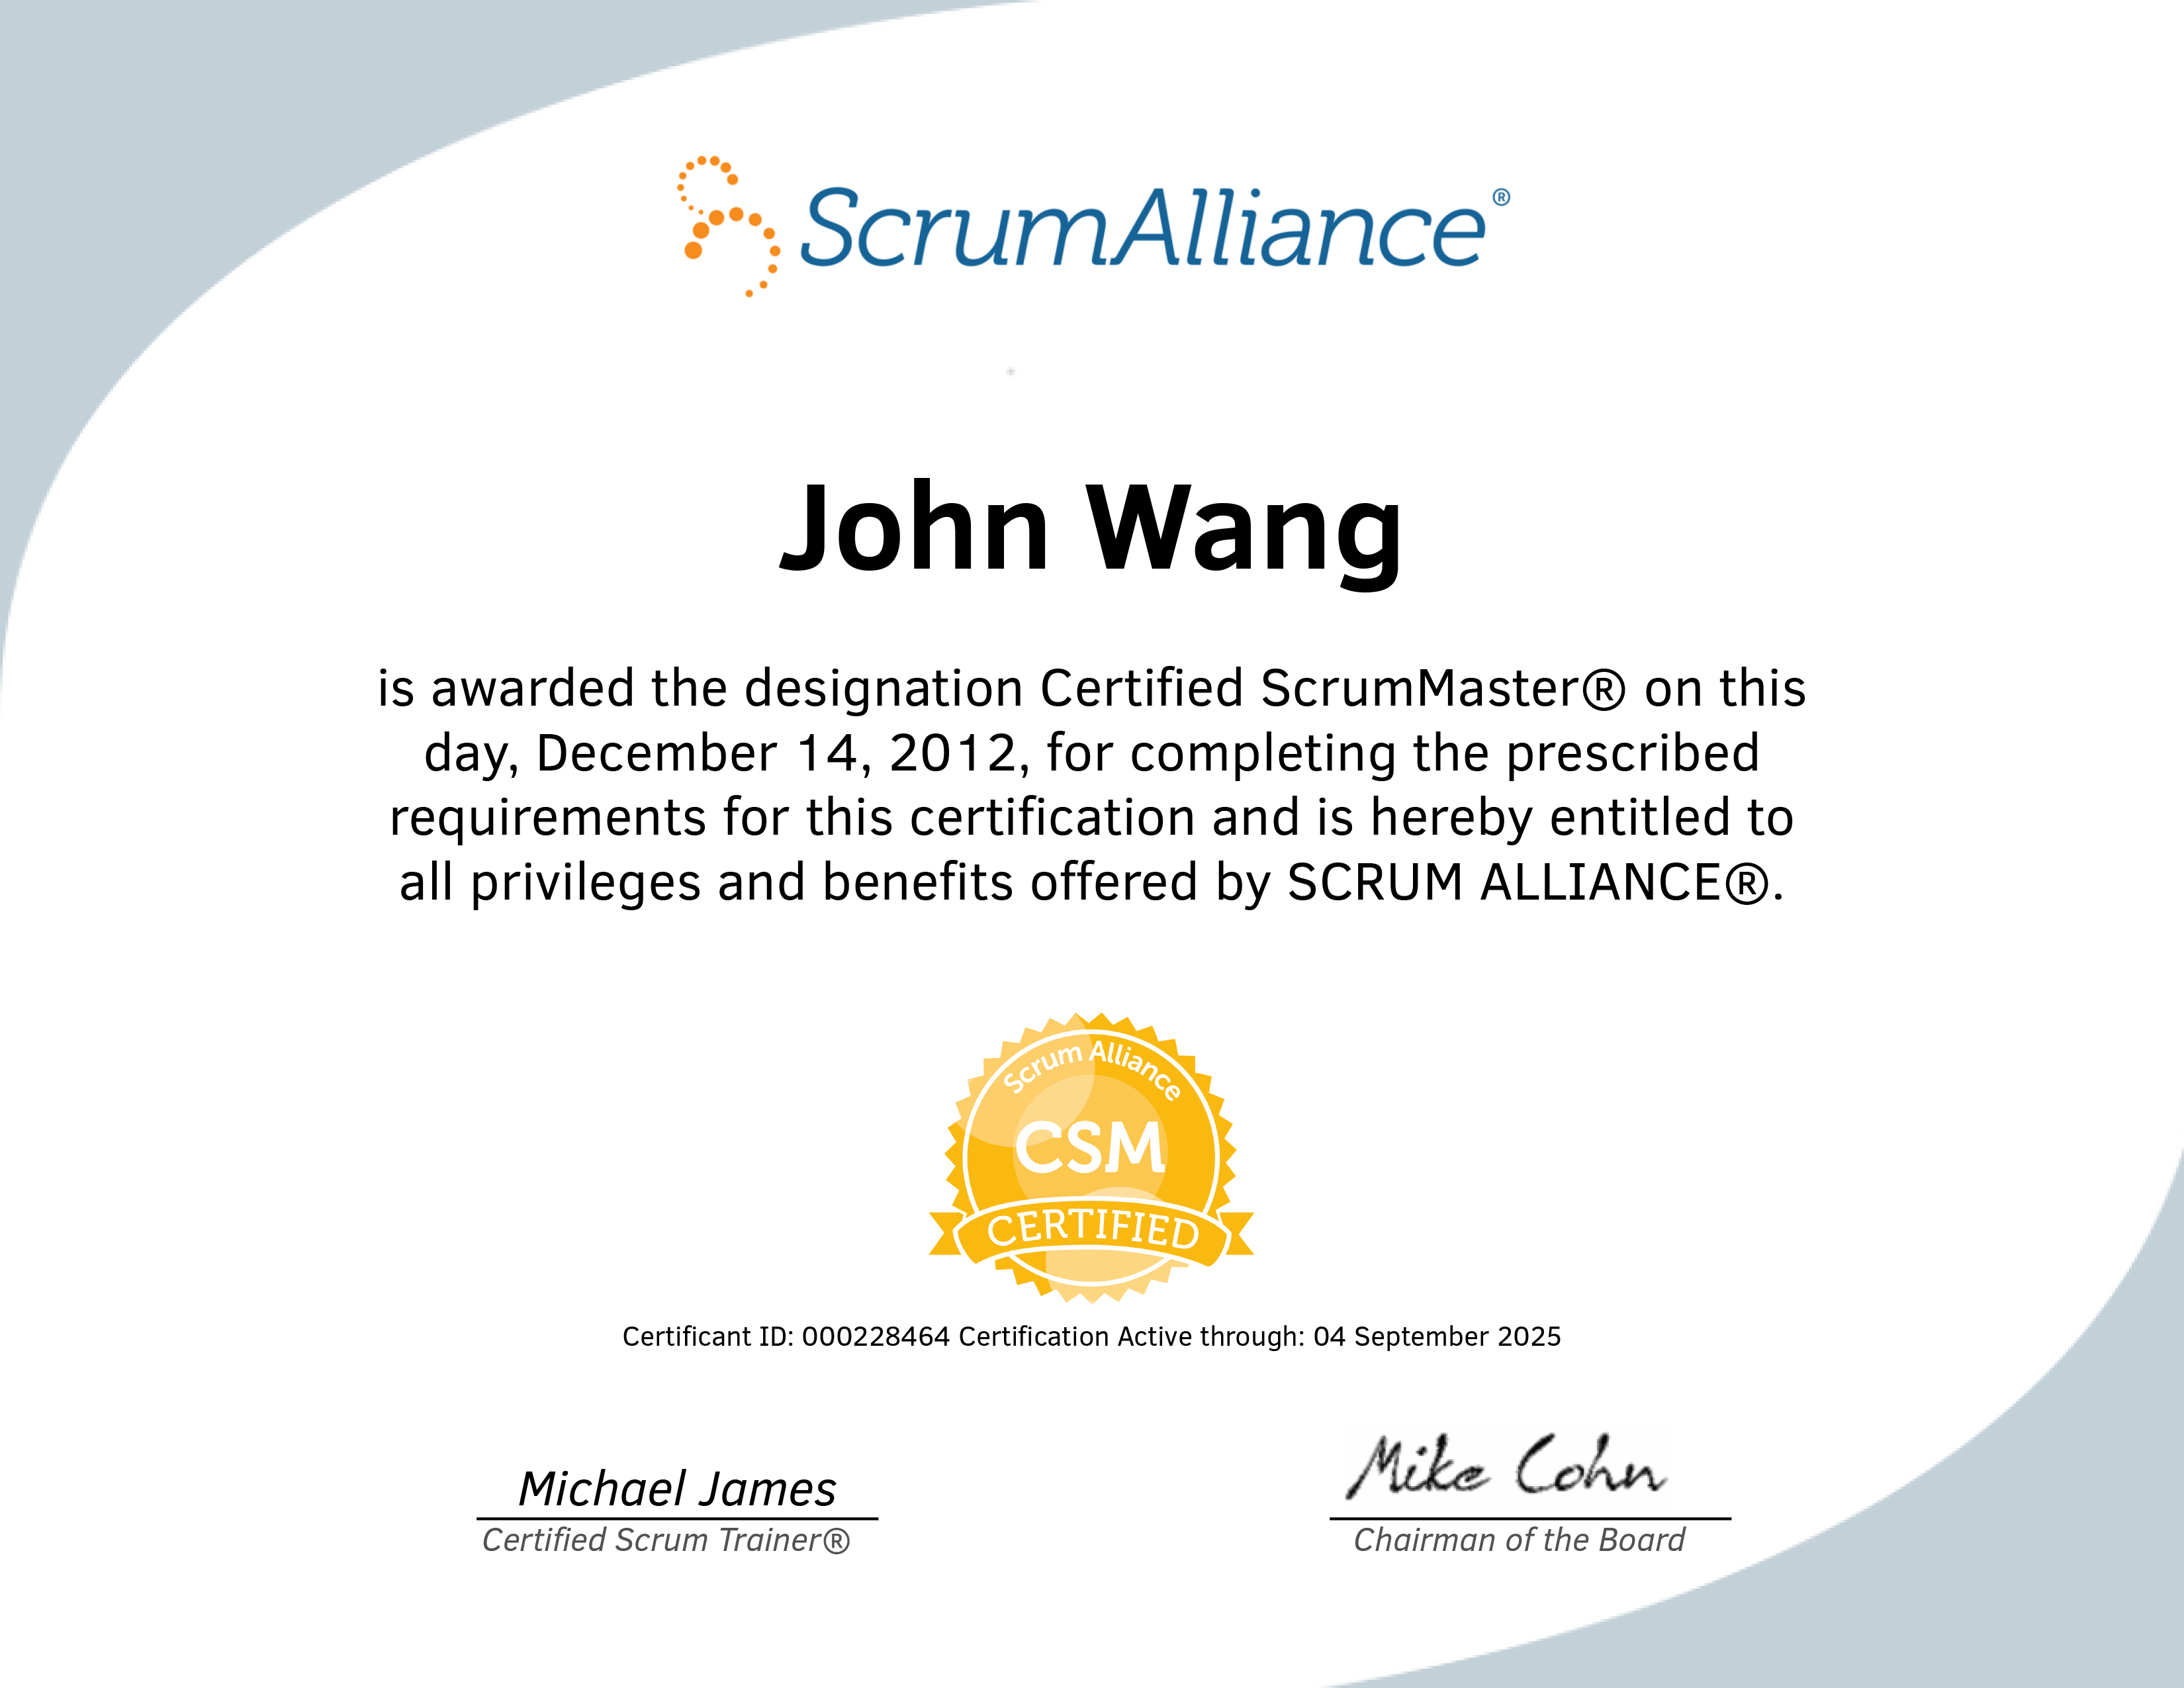 ScrumAlliance®
John Wang
is awarded the designation Certified ScrumMaster® on this
day, December 14, 2012, for completing the prescribed
requirements for this certification and is hereby entitled to
all privileges and benefits offered by SCRUM ALLIANCE®.
Scrum Alliance
CSM
CERTIFIED
Certificant ID: 000228464 Certification Active through: 04 September 2025
Michael James
Certified Scrum Trainer®
Mike Cohn
Chairman of the Board